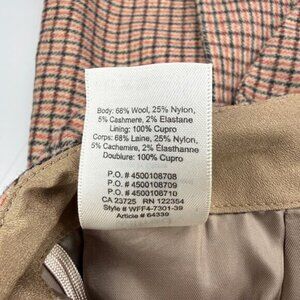 Body: 68% Wool, 25% Nylon,
5% Cashmere, 2% Elastane
Lining: 100% Cupro
Corps: 68% Laine, 25% Nylon,
5% Cachemire, 2% Élasthanne
Doublure: 100% Cupro
P.O. # 4500108708
P.O. # 4500108709
P.O. # 4500108710
CA 23725 RN 122354
Style # WFF4-7301-39
Article # 64339